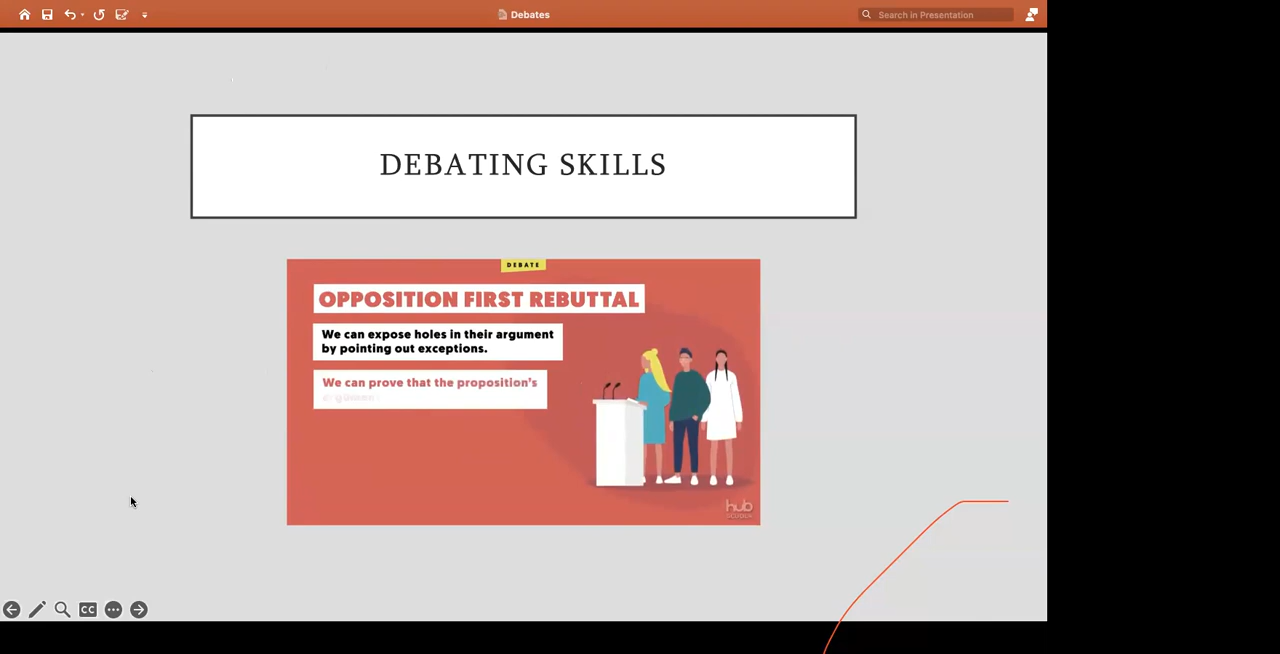 Debates
Search in Presentation
DEBATING SKILLS
DEBATE
OPPOSITION FIRST REBUTTAL
We can expose holes in their argument
by pointing out exceptions.
We can prove that the proposition's
hub
CC